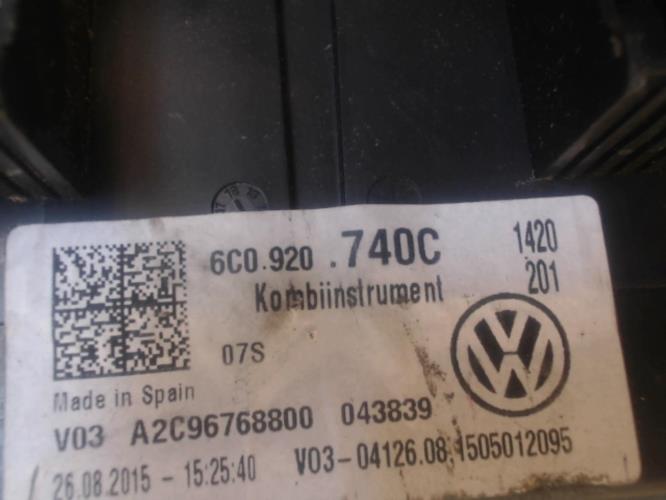 6C0.920 .740C 1420
Kombiinstrument 201
07S
Made in Spain
V03 A2C96768800 043839
26.08.2015 - 15:25:40 V03-04126.08.1505012095